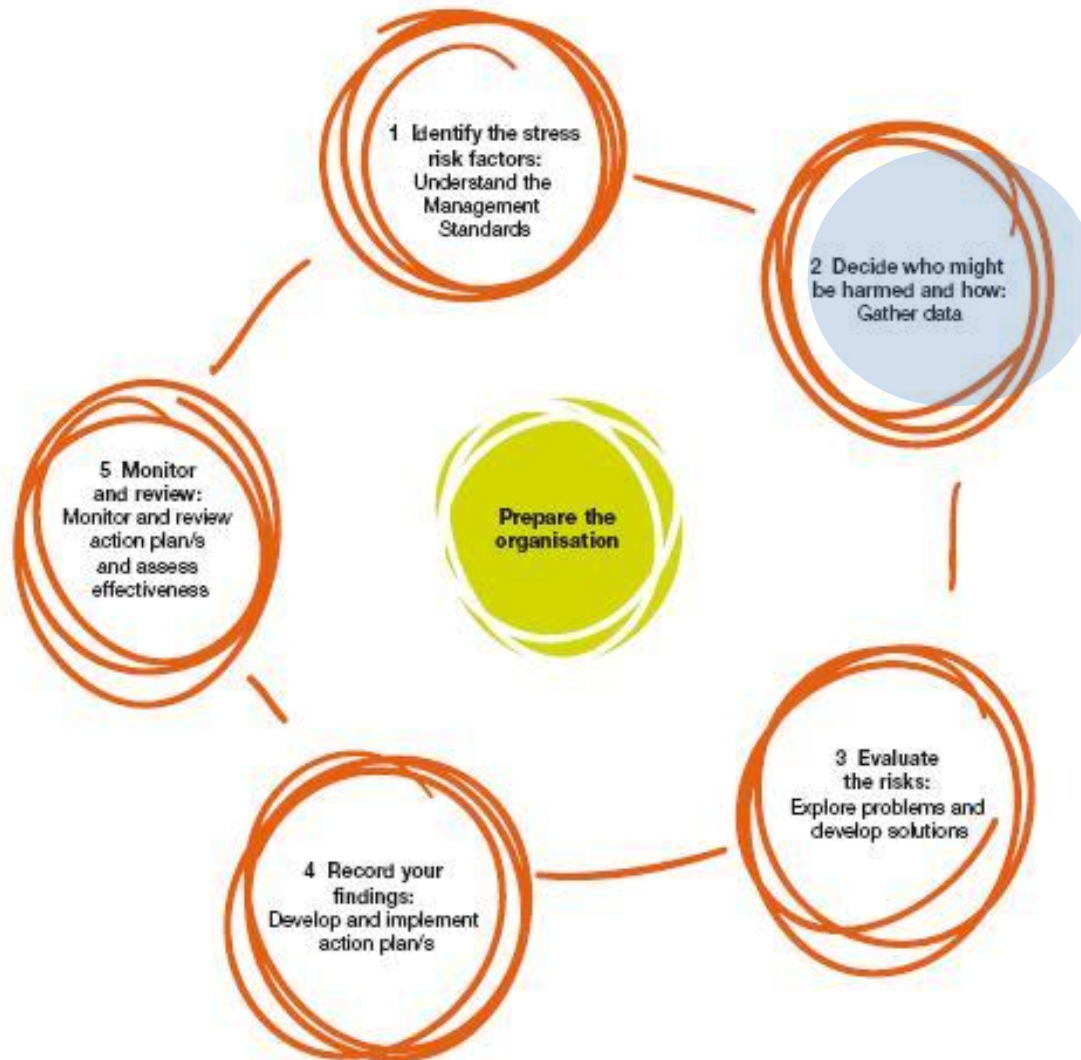 1 Identify the stress
risk factors:
Understand the
Management
Standards
2 Decide who might
be harmed and how:
Gather data
3 Evaluate
the risks:
Explore problems and
develop solutions
4 Record your
findings:
Develop and implement
action plan/s
5 Monitor
and review:
Monitor and review
action plan/s
and assess
effectiveness
Prepare the
organisation